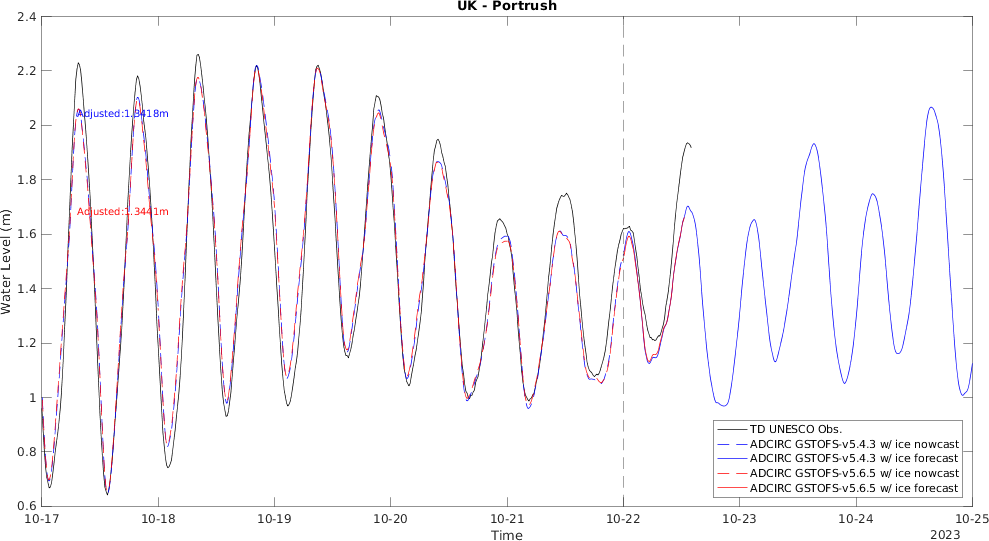 UK - Portrush
2.4
2.2
2
1.8
1.6
1.4
1.2
1
0.8
0.6
Water Level (m)
Adjusted:1.3418m
Adjusted:1.3441m
TD UNESCO Obs.
ADCIRC GSTOFS-v5.4.3 w/ ice nowcast
ADCIRC GSTOFS-v5.4.3 w/ ice forecast
ADCIRC GSTOFS-v5.6.5 w/ ice nowcast
ADCIRC GSTOFS-v5.6.5 w/ ice forecast
10-17 10-18 10-19 10-20 10-21 10-22 10-23 10-24 10-25
Time
2023